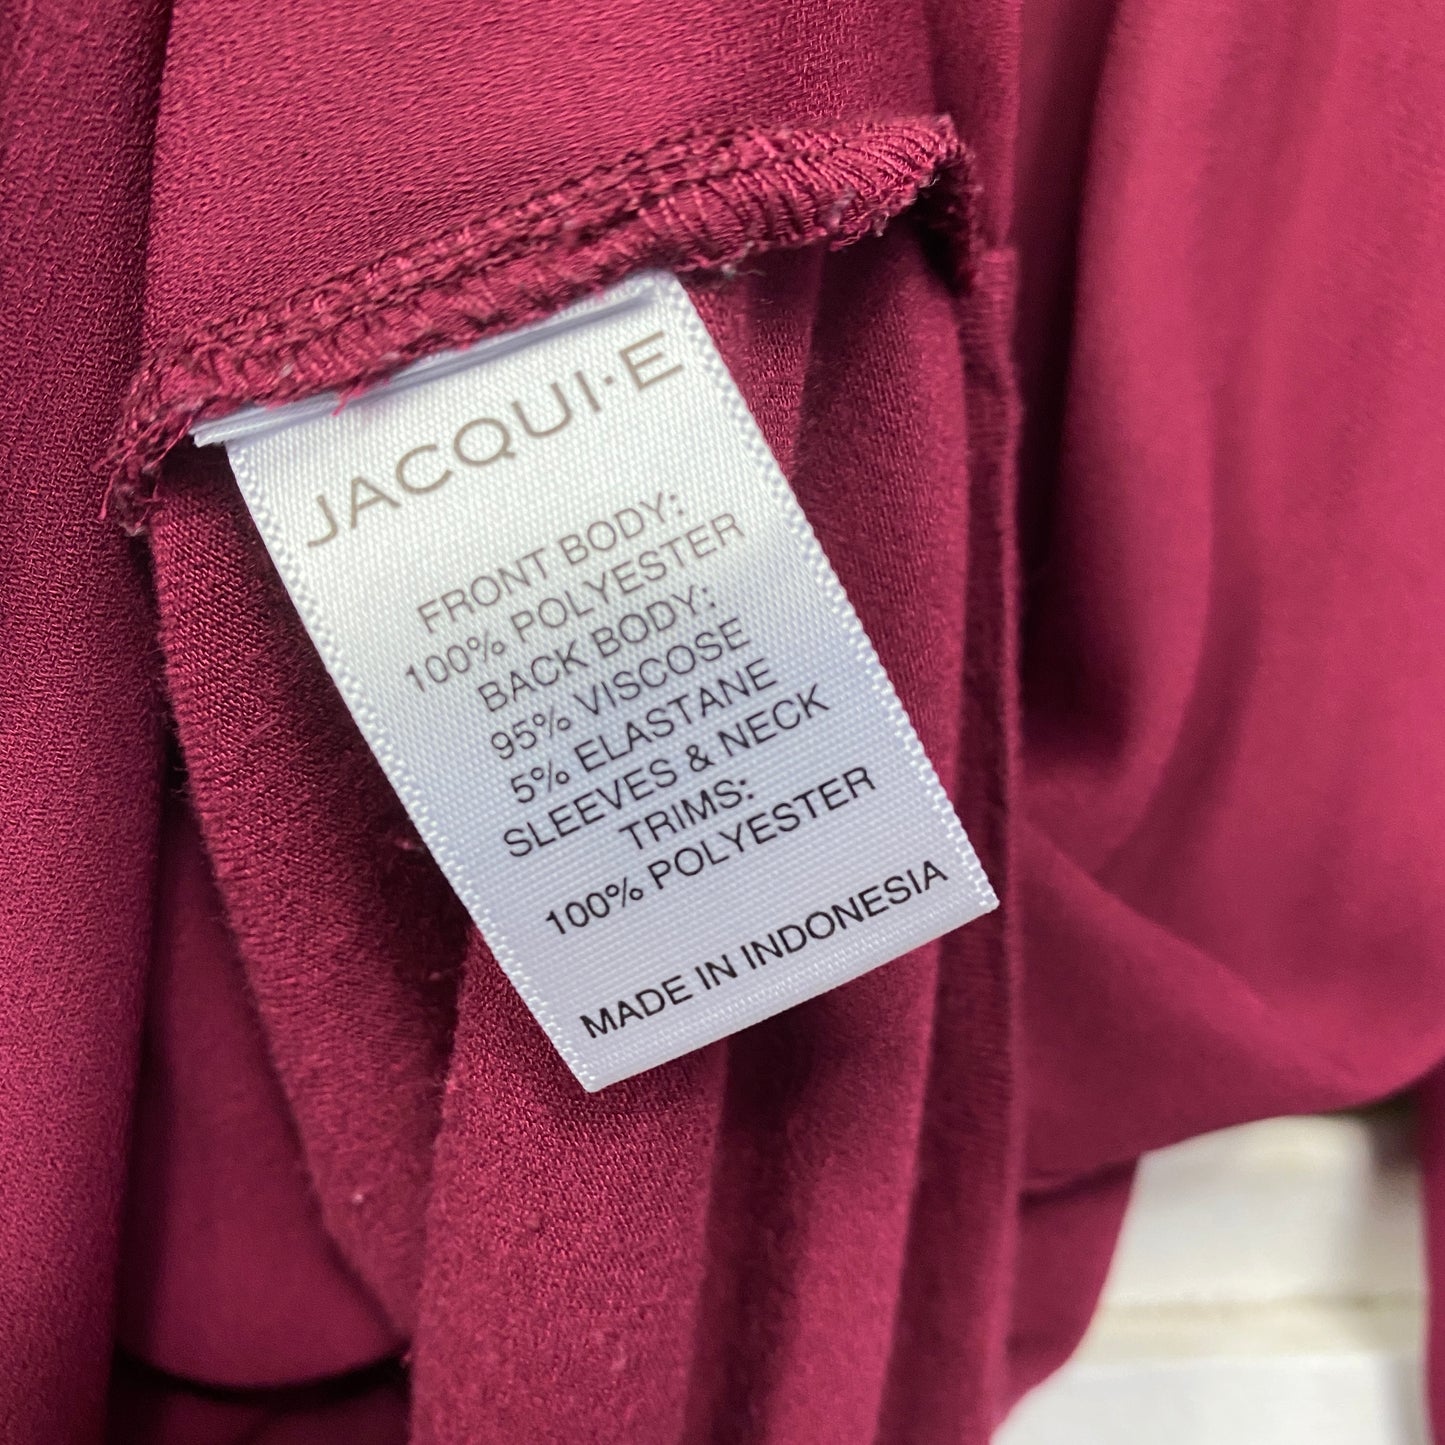 JACQUI·E
FRONT BODY:
100% POLYESTER
BACK BODY:
95% VISCOSE
5% ELASTANE
SLEEVES & NECK
TRIMS:
100% POLYESTER
MADE IN INDONESIA